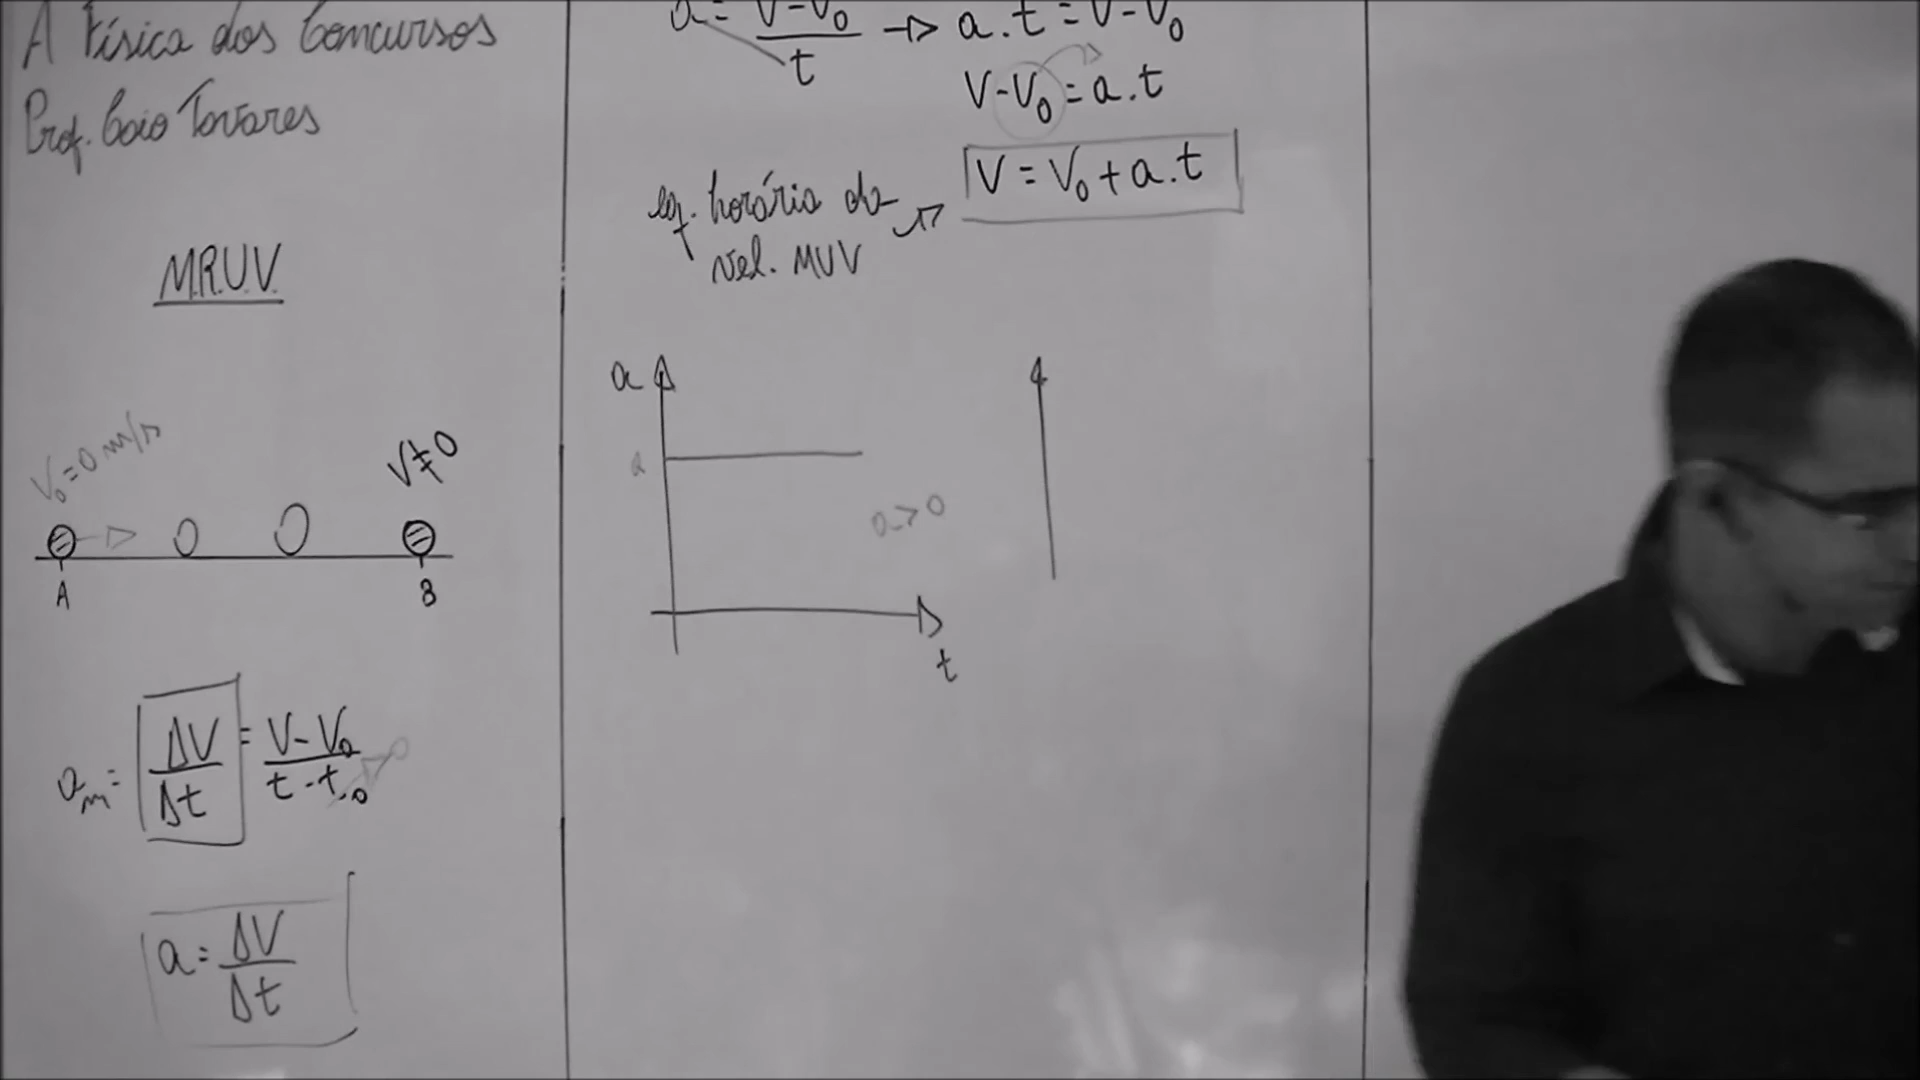 A Física dos Concursos
Prof. Caio Tavares
M.R.U.V.
V₀=0 m/s
V≠0
A
B
aₘ = ΔV/Δt = V-V₀/t-t₀ 0
a = ΔV/Δt
a = V-V₀/t → a.t = V-V₀
V-V₀ = a.t
V = V₀ + a.t
eq. horária da
vel. MUV
a
a
a > 0
t